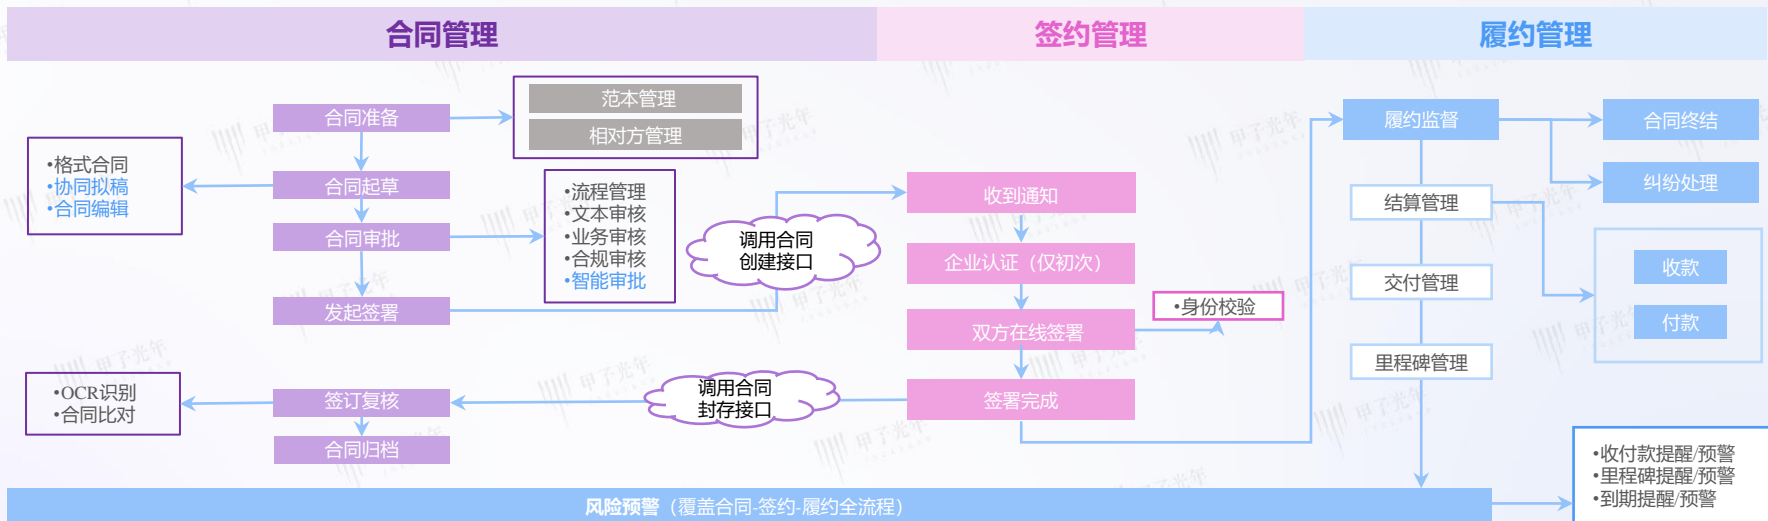 合同管理
签约管理
履约管理
合同准备
范本管理
相对方管理
•格式合同
•协同拟稿
•合同编辑
合同起草
合同审批
•流程管理
•文本审核
•业务审核
•合规审核
•智能审批
发起签署
调用合同
创建接口
收到通知
企业认证（仅初次）
双方在线签署
•身份校验
签署完成
调用合同
封存接口
签订复核
•OCR识别
•合同比对
合同归档
履约监督
合同终结
纠纷处理
结算管理
收款
付款
交付管理
里程碑管理
风险预警（覆盖合同-签约-履约全流程）
•收付款提醒/预警
•里程碑提醒/预警
•到期提醒/预警
甲子光年